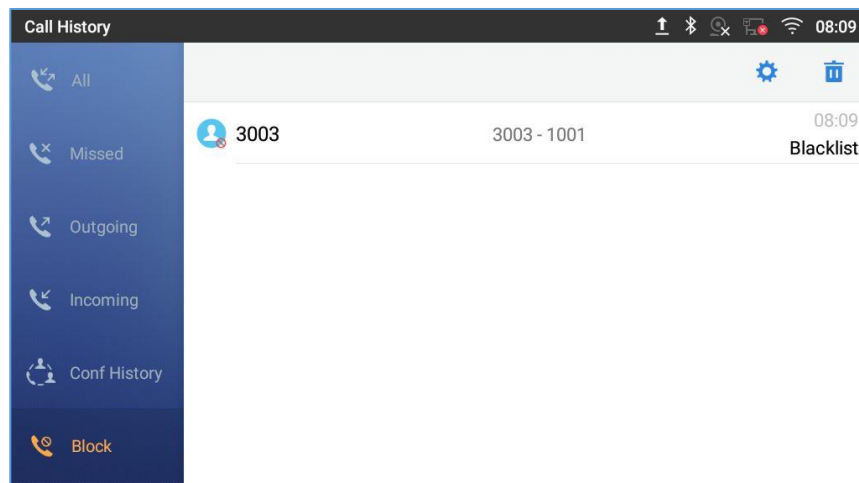 Call History
08:09
All
Missed
Outgoing
Incoming
Conf History
Block
3003
3003 - 1001
08:09
Blacklist